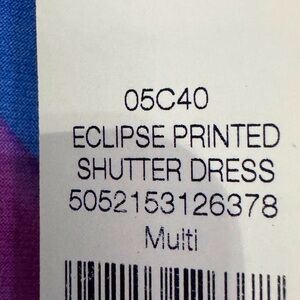 05C40
ECLIPSE PRINTED
SHUTTER DRESS
5052153126378
Multi